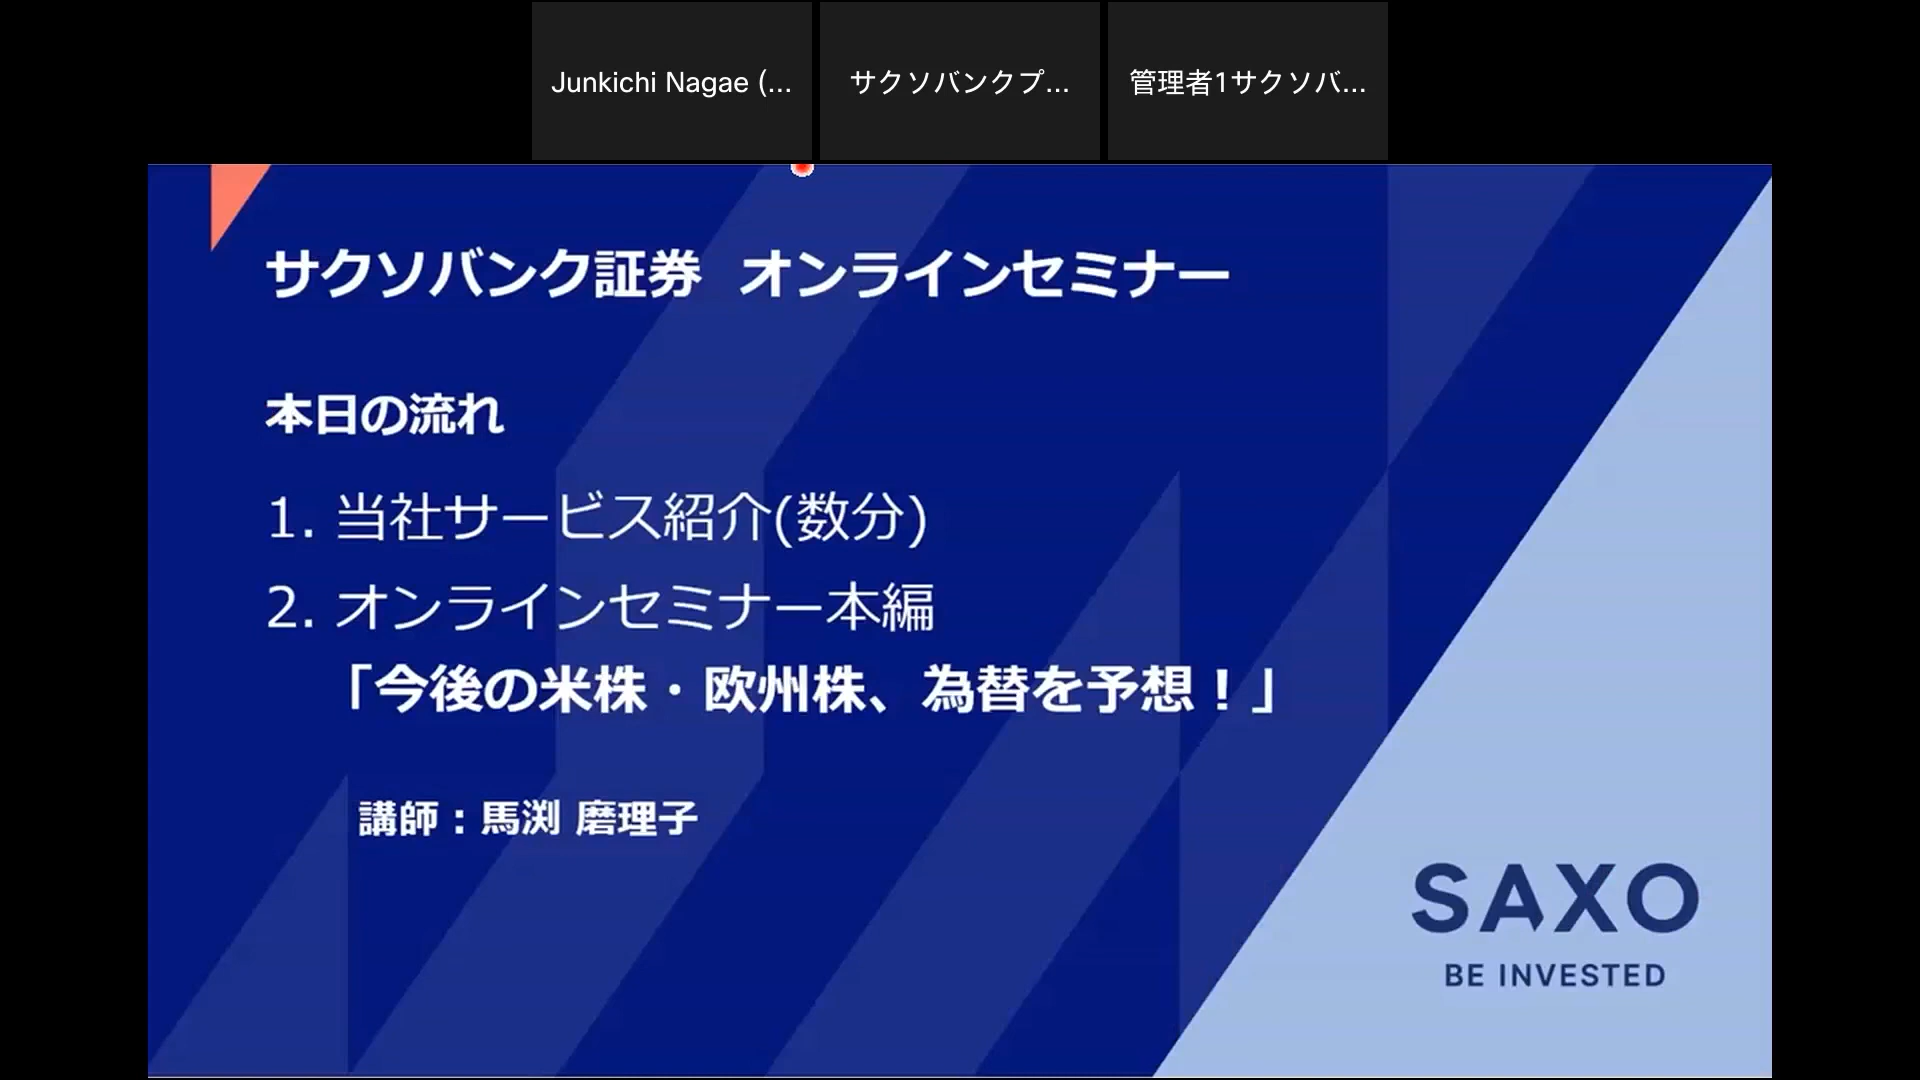 Junkichi Nagae (...
サクソバンクプ...
管理者1サクソバ...
サクソバンク証券 オンラインセミナー
本日の流れ
1. 当社サービス紹介(数分)
2. オンラインセミナー本編
「今後の米株・欧州株、為替を予想！」
講師：馬渕 磨理子
SAXO
BE INVESTED